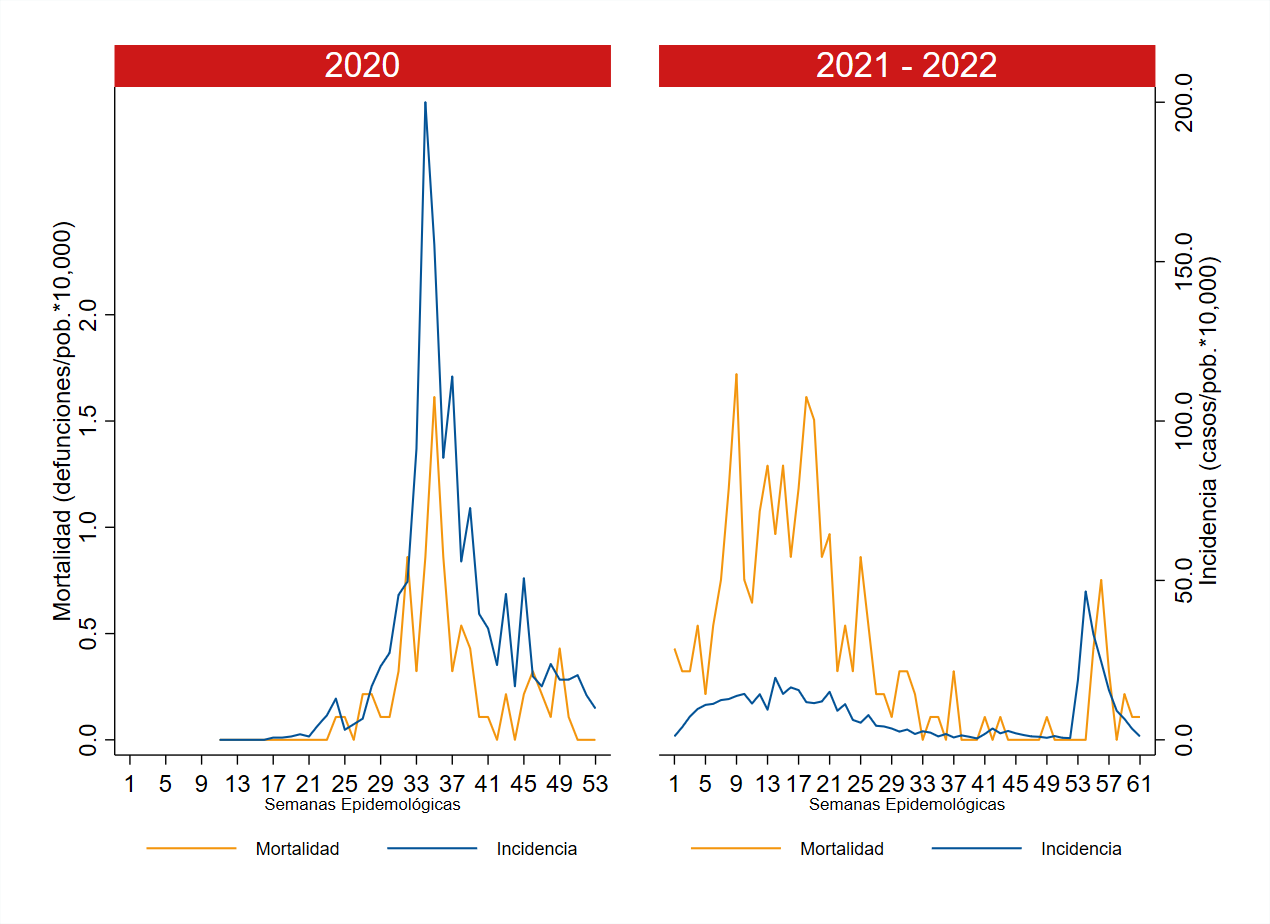 2020
2021 - 2022
Mortalidad (defunciones/pob.*10,000)
0.0 0.5 1.0 1.5 2.0
Incidencia (casos/pob.*10,000)
0.0 50.0 100.0 150.0 200.0
1 5 9 13 17 21 25 29 33 37 41 45 49 53
Semanas Epidemológicas
1 5 9 13 17 21 25 29 33 37 41 45 49 53 57 61
Semanas Epidemológicas
Mortalidad Incidencia
Mortalidad Incidencia